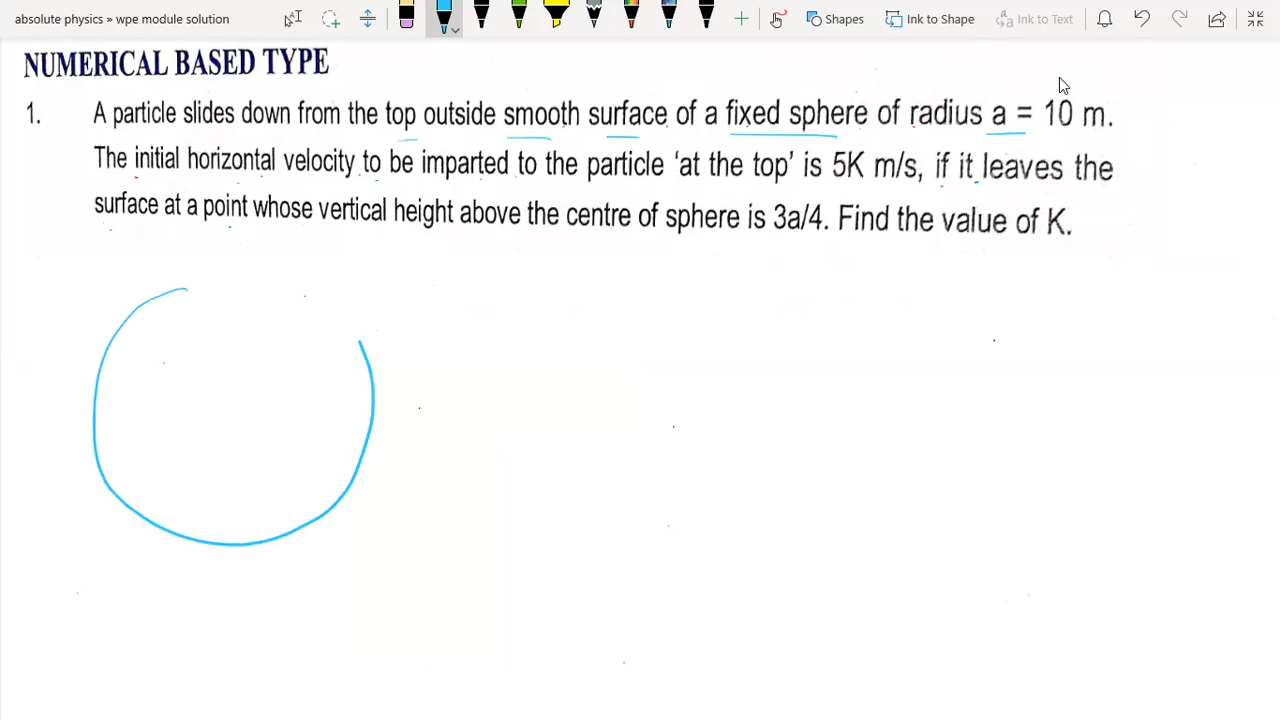 absolute physics » wpe module solution
Shapes
Ink to Shape
Ink to Text
NUMERICAL BASED TYPE
1. A particle slides down from the top outside smooth surface of a fixed sphere of radius a = 10 m.
The initial horizontal velocity to be imparted to the particle 'at the top' is 5K m/s, if it leaves the
surface at a point whose vertical height above the centre of sphere is 3a/4. Find the value of K.